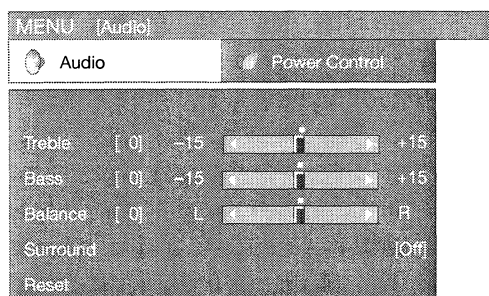 MENU [Audio]
Audio Power Control
Treble [ 0] −15 +15
Bass [ 0] −15 +15
Balance [ 0] L R
Surround [Off]
Reset